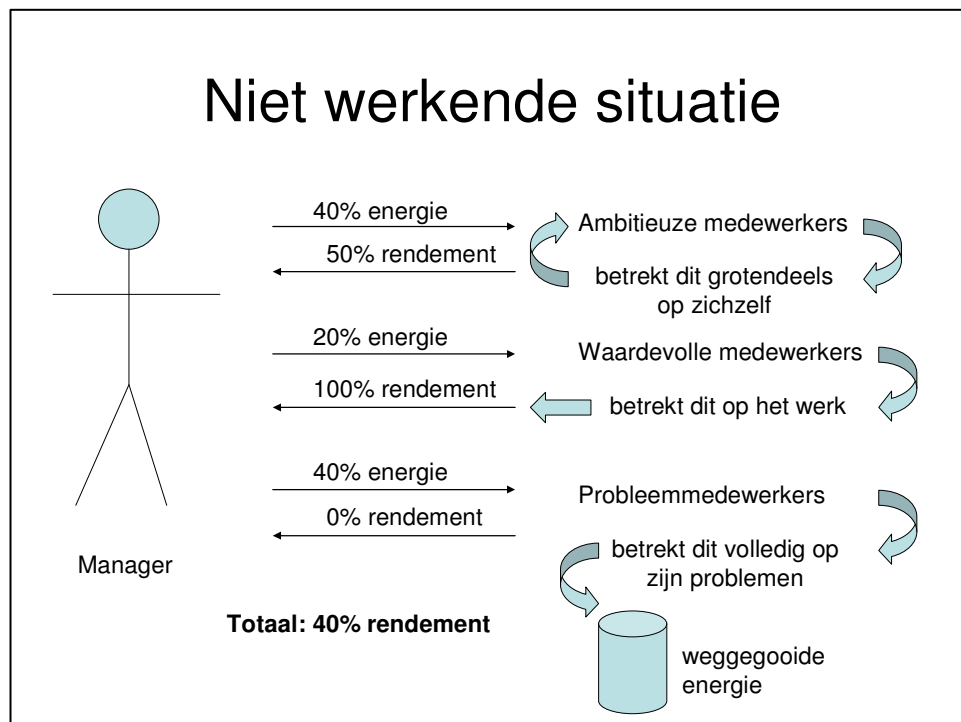 Niet werkende situatie
40% energie
Ambitieuze medewerkers
50% rendement
betrekt dit grotendeels
op zichzelf
20% energie
Waardevolle medewerkers
100% rendement
betrekt dit op het werk
40% energie
Probleemmedewerkers
0% rendement
betrekt dit volledig op
zijn problemen
Manager
Totaal: 40% rendement
weggegooide
energie